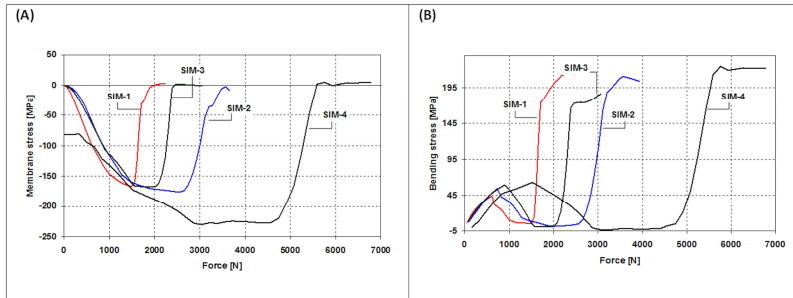 (A)
50
0
-50
-100
-150
-200
-250
Membrane stress [MPa]
SIM-1
SIM-3
SIM-2
SIM-4
0 1000 2000 3000 4000 5000 6000 7000
Force [N]
(B)
195
145
95
45
-5
Bending stress [MPa]
SIM-3
SIM-1
SIM-2
SIM-4
0 1000 2000 3000 4000 5000 6000 7000
Force [N]